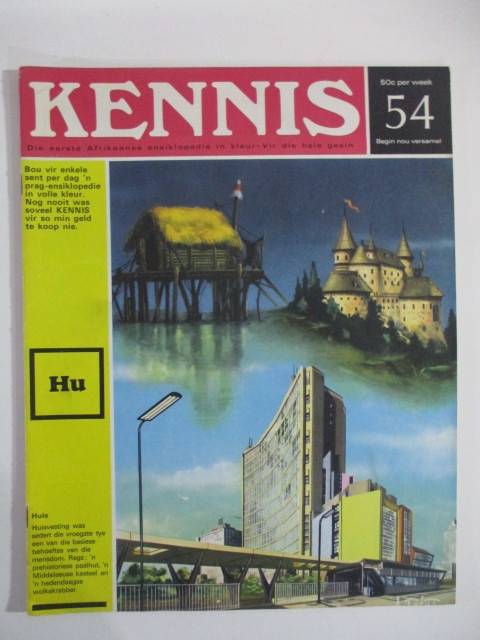 KENNIS
Die eerste Afrikaanse ensiklopedie in kleur-Vir die hele gesin
50c per week
54
Begin nou versamel
Bou vir enkele
sent per dag 'n
prag-ensiklopedie
in volle kleur.
Nog nooit was
soveel KENNIS
vir so min geld
te koop nie.
Hu
Huis
Huisvesting was
sedert die vroegste tye
een van die basiese
behoeftes van die
mensdom. Regs: 'n
prehistoriese paalhut, 'n
Middeleeuse kasteel en
'n hedendaagse
wolkekrabber.